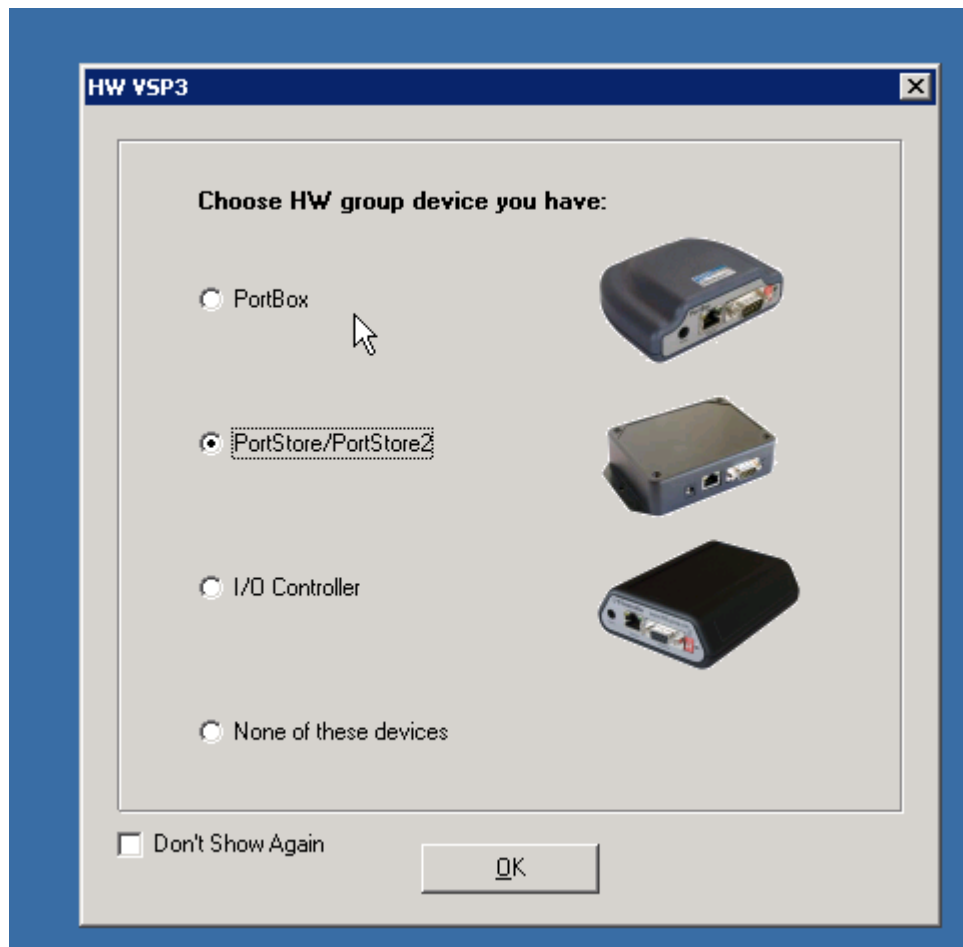 HW VSP3
Choose HW group device you have:
PortBox
PortStore/PortStore2
I/O Controller
None of these devices
Don't Show Again
OK